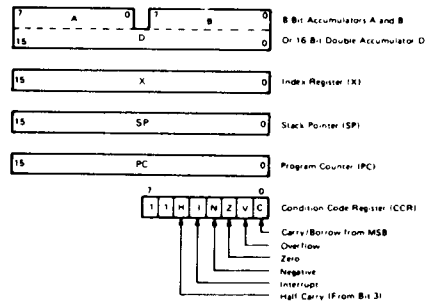 7 A 0 7 B 0
8 Bit Accumulators A and B
D
15 0
Or 16 Bit Double Accumulator D
15 X 0
Index Register (X)
15 SP 0
Stack Pointer (SP)
15 PC 0
Program Counter (PC)
7 0
1 1 H I N Z V C
Condition Code Register (CCR)
Carry/Borrow from MSB
Overflow
Zero
Negative
Interrupt
Half Carry (From Bit 3)